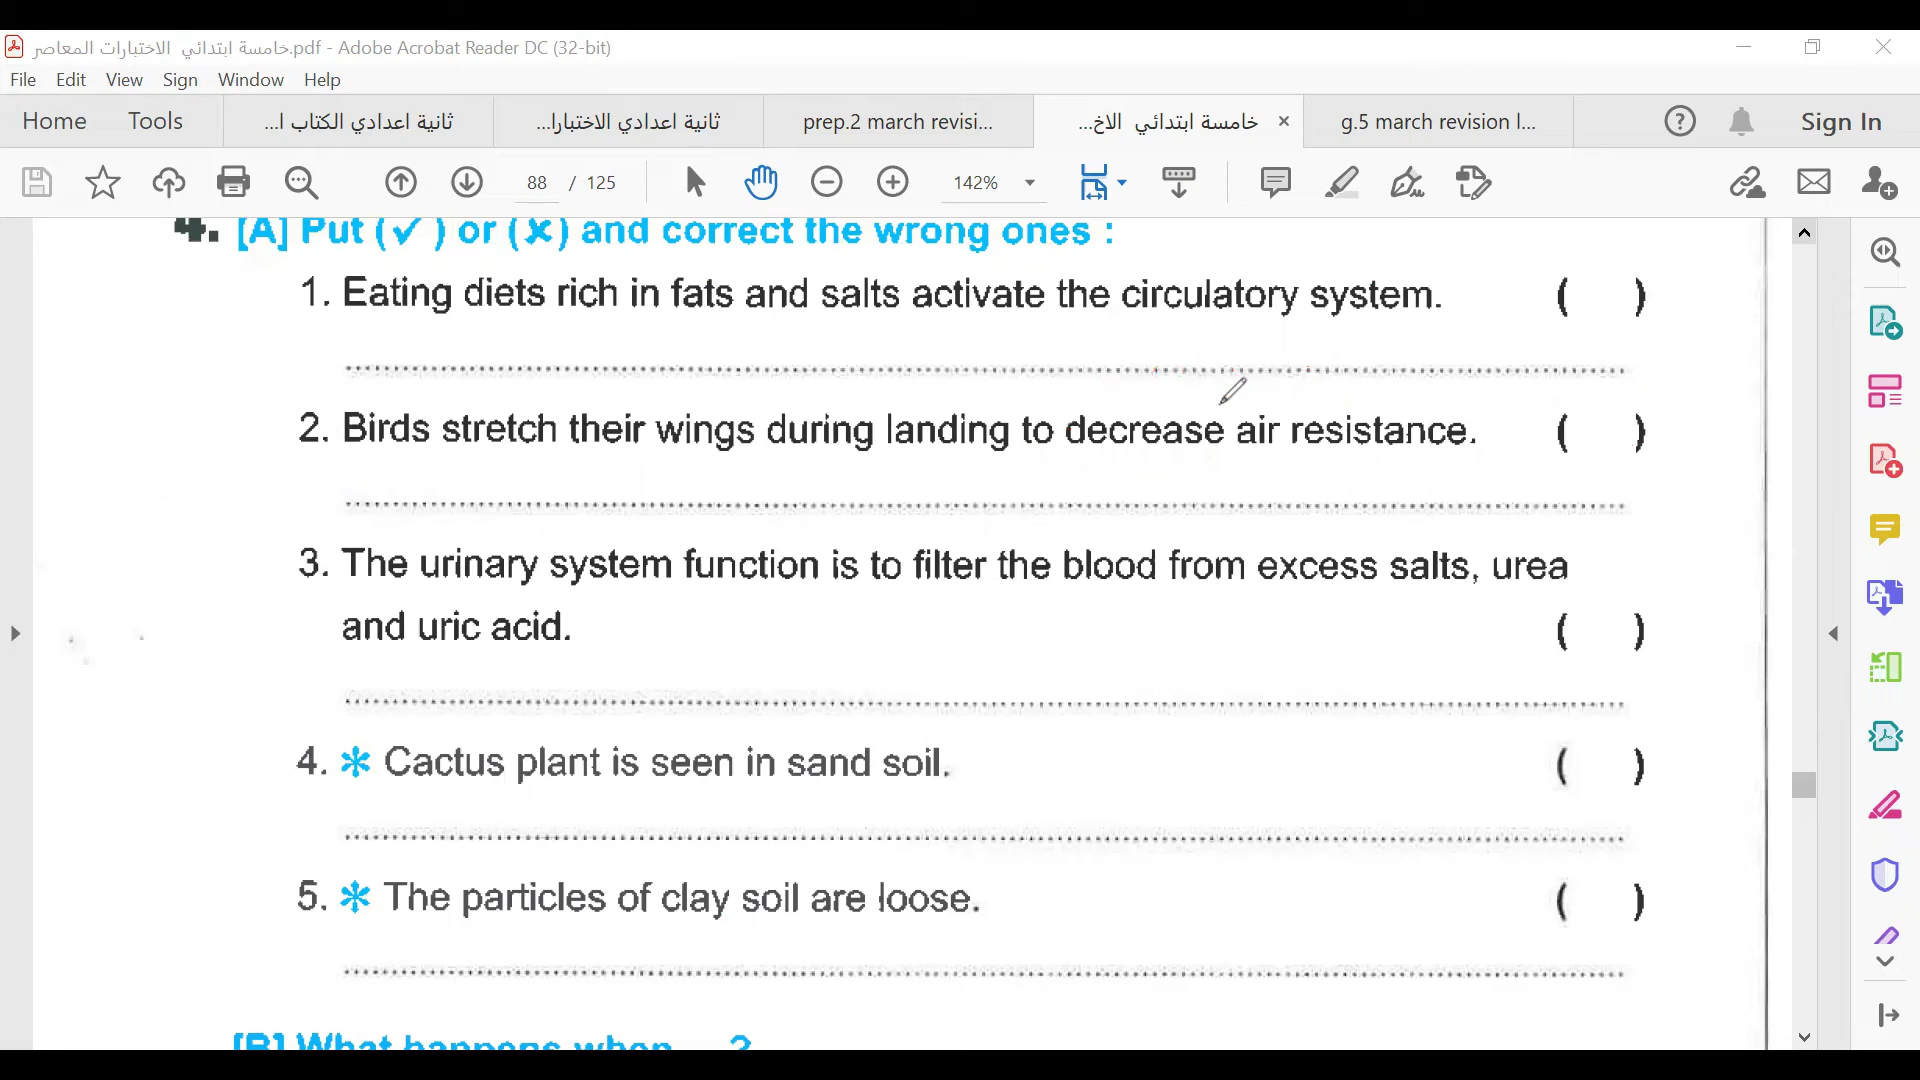 خامسة ابتدائي الاختبارات المعاصر.pdf - Adobe Acrobat Reader DC (32-bit)
File Edit View Sign Window Help
Home Tools ثانية اعدادي الكتاب ا... ثانية اعدادي الاختبارا... prep.2 march revisi... خامسة ابتدائي الاخ... × g.5 march revision l... Sign In
88 / 125 142%
4. [A] Put (✓) or (✗) and correct the wrong ones :
1. Eating diets rich in fats and salts activate the circulatory system. ( )
2. Birds stretch their wings during landing to decrease air resistance. ( )
3. The urinary system function is to filter the blood from excess salts, urea
and uric acid. ( )
4. * Cactus plant is seen in sand soil. ( )
5. * The particles of clay soil are loose. ( )
[B] What happens when ...?